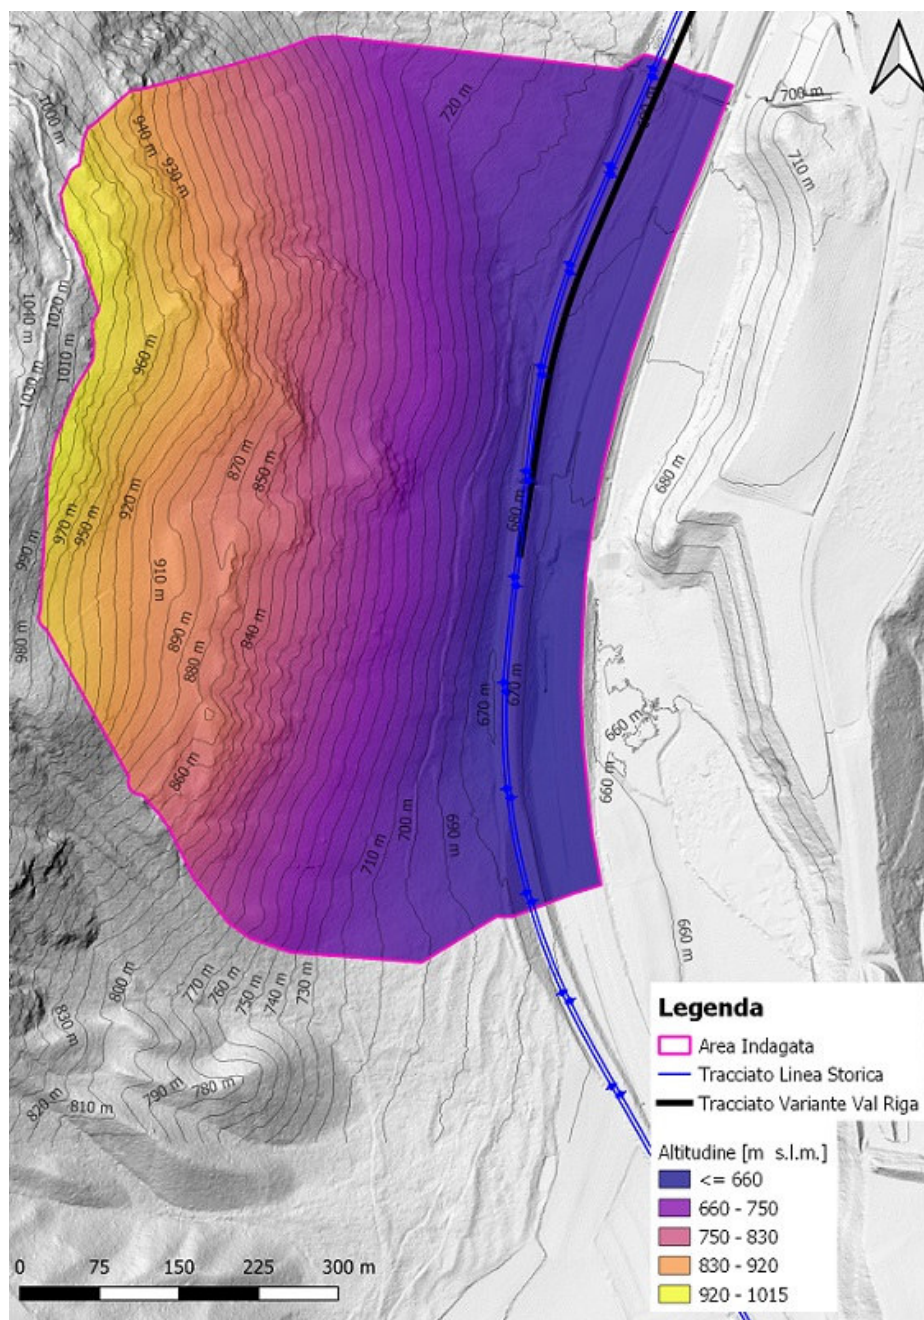 700 m
1000 m
720 m
940 m
930 m
710 m
1020 m
1040 m
1010 m
960 m
1030 m
870 m
850 m
680 m
920 m
970 m
950 m
680 m
990 m
910 m
890 m
840 m
880 m
980 m
670 m
670 m
660 m
860 m
660 m
700 m
690 m
710 m
660 m
800 m
770 m
760 m
750 m
740 m
730 m
830 m
790 m
780 m
820 m
810 m
Legenda
Area Indagata
Tracciato Linea Storica
Tracciato Variante Val Riga
Altitudine [m s.l.m.]
<= 660
660 - 750
750 - 830
830 - 920
920 - 1015
0 75 150 225 300 m